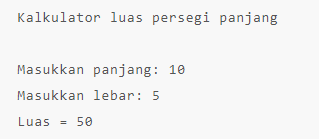 Kalkulator luas persegi panjang
Masukkan panjang: 10
Masukkan lebar: 5
Luas = 50